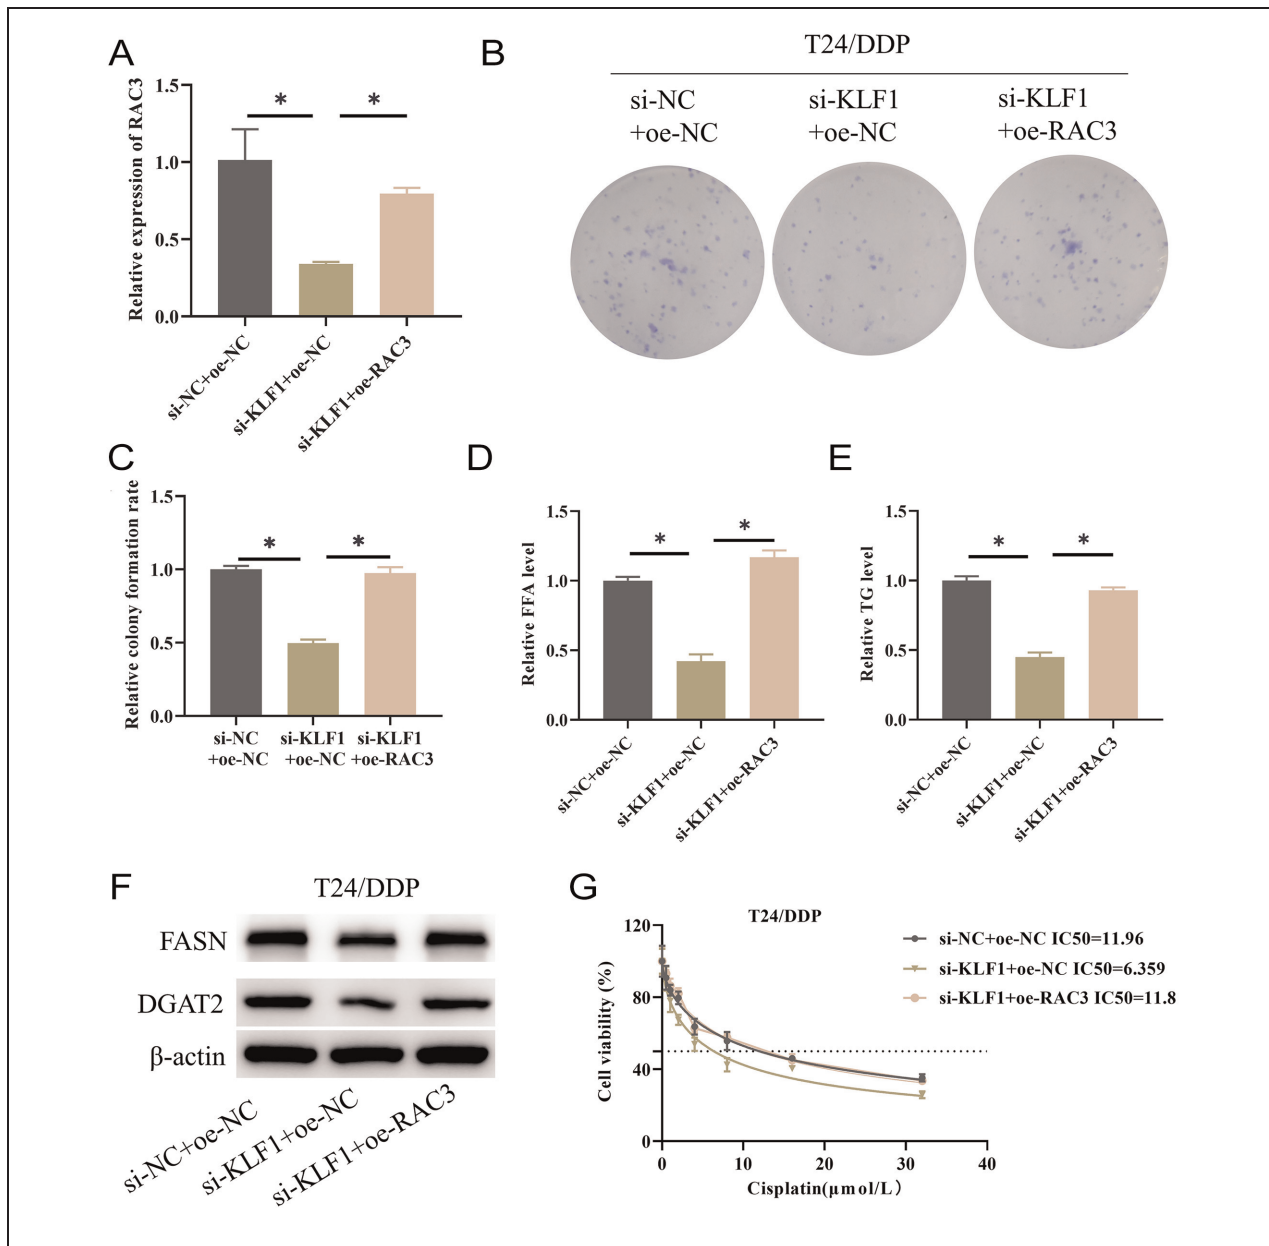 A
Relative expression of RAC3
1.5
1.0
0.5
0.0
*
*
si-NC+oe-NC
si-KLF1+oe-NC
si-KLF1+oe-RAC3
B
T24/DDP
si-NC
+oe-NC
si-KLF1
+oe-NC
si-KLF1
+oe-RAC3
C
Relative colony formation rate
1.5
1.0
0.5
0.0
*
*
si-NC
+oe-NC
si-KLF1
+oe-NC
si-KLF1
+oe-RAC3
D
Relative FFA level
1.5
1.0
0.5
0.0
*
*
si-NC+oe-NC
si-KLF1+oe-NC
si-KLF1+oe-RAC3
E
Relative TG level
1.5
1.0
0.5
0.0
*
*
si-NC+oe-NC
si-KLF1+oe-NC
si-KLF1+oe-RAC3
F
T24/DDP
FASN
DGAT2
β-actin
si-NC+oe-NC
si-KLF1+oe-NC
si-KLF1+oe-RAC3
G
T24/DDP
Cell viability (%)
120
80
40
0
0 10 20 30 40
Cisplatin(μmol/L)
si-NC+oe-NC IC50=11.96
si-KLF1+oe-NC IC50=6.359
si-KLF1+oe-RAC3 IC50=11.8